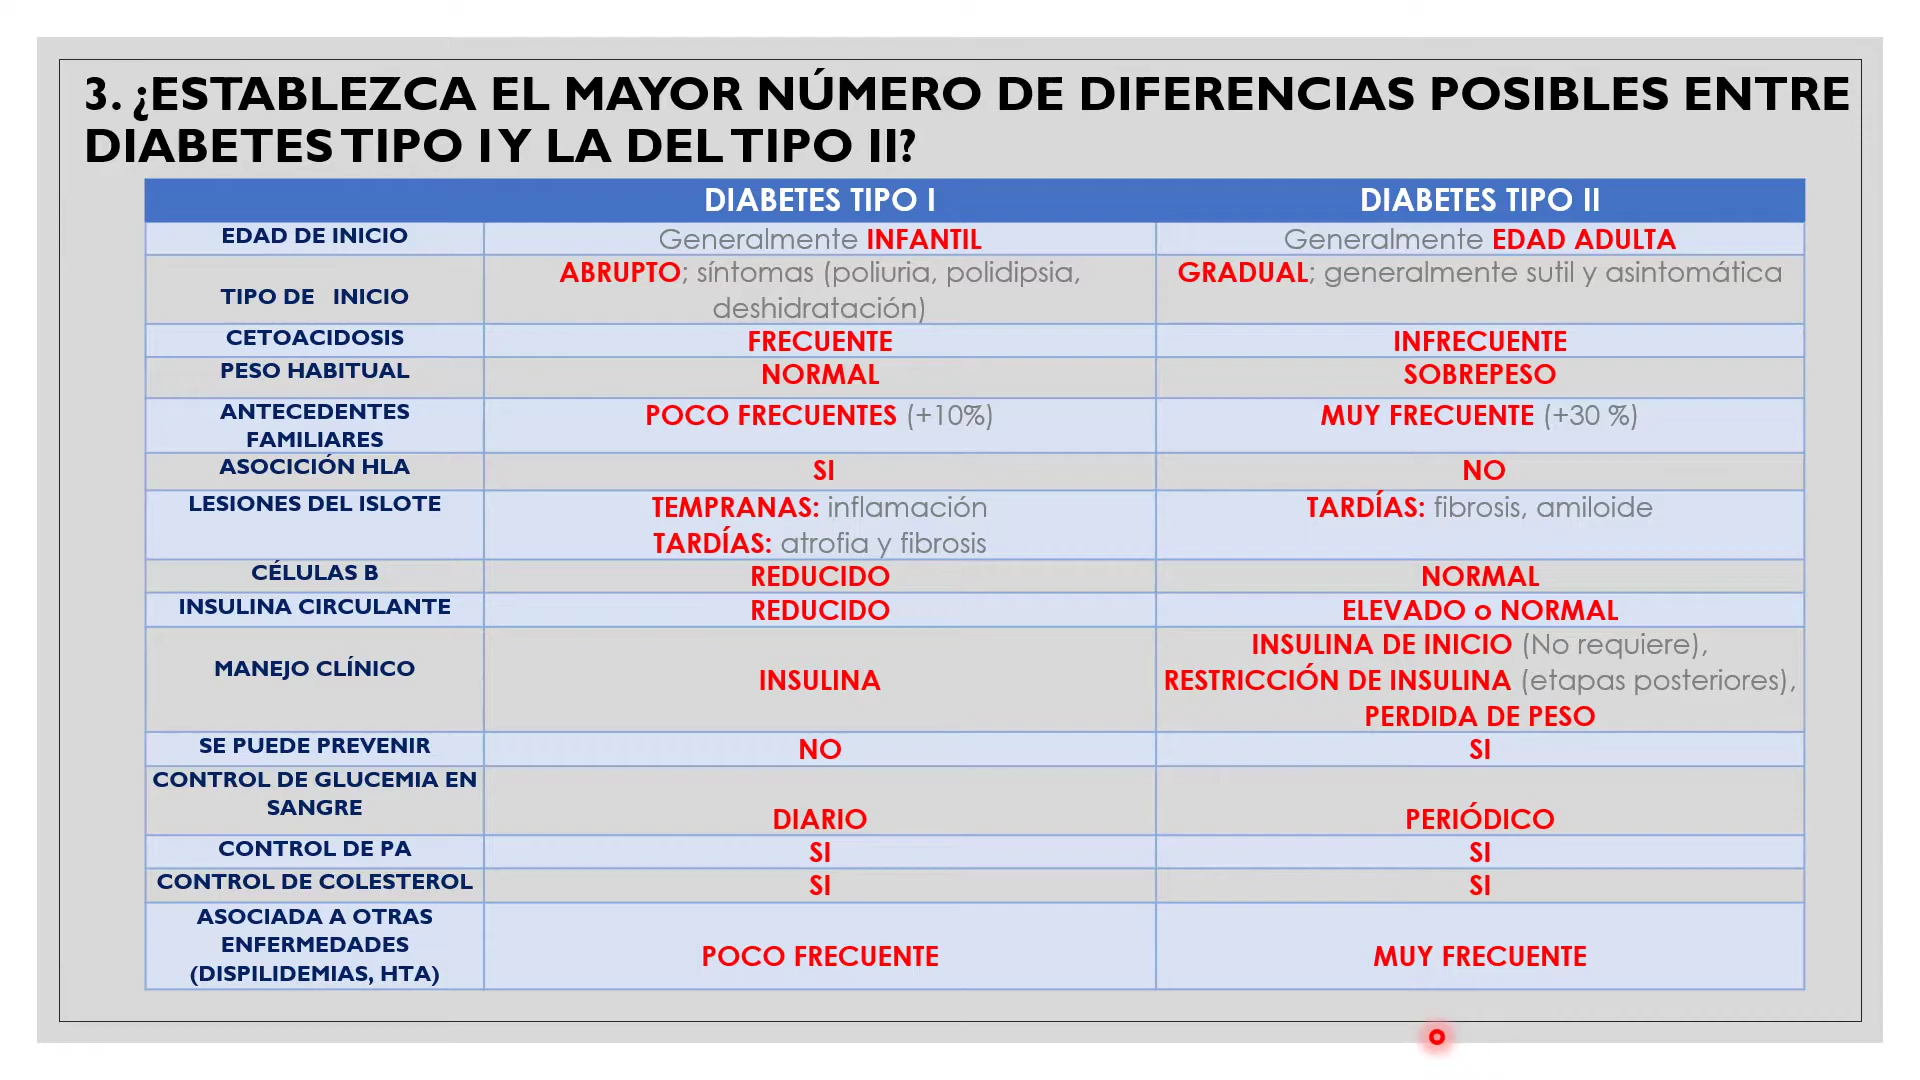 3. ¿ESTABLEZCA EL MAYOR NÚMERO DE DIFERENCIAS POSIBLES ENTRE
DIABETES TIPO I Y LA DEL TIPO II?
DIABETES TIPO I
DIABETES TIPO II
EDAD DE INICIO
Generalmente INFANTIL
Generalmente EDAD ADULTA
TIPO DE INICIO
ABRUPTO; síntomas (poliuria, polidipsia,
deshidratación)
GRADUAL; generalmente sutil y asintomática
CETOACIDOSIS
FRECUENTE
INFRECUENTE
PESO HABITUAL
NORMAL
SOBREPESO
ANTECEDENTES
FAMILIARES
POCO FRECUENTES (+10%)
MUY FRECUENTE (+30 %)
ASOCICIÓN HLA
SI
NO
LESIONES DEL ISLOTE
TEMPRANAS: inflamación
TARDÍAS: atrofia y fibrosis
TARDÍAS: fibrosis, amiloide
CÉLULAS B
REDUCIDO
NORMAL
INSULINA CIRCULANTE
REDUCIDO
ELEVADO o NORMAL
MANEJO CLÍNICO
INSULINA
INSULINA DE INICIO (No requiere),
RESTRICCIÓN DE INSULINA (etapas posteriores),
PERDIDA DE PESO
SE PUEDE PREVENIR
NO
SI
CONTROL DE GLUCEMIA EN
SANGRE
DIARIO
PERIÓDICO
CONTROL DE PA
SI
SI
CONTROL DE COLESTEROL
SI
SI
ASOCIADA A OTRAS
ENFERMEDADES
(DISPILIDEMIAS, HTA)
POCO FRECUENTE
MUY FRECUENTE